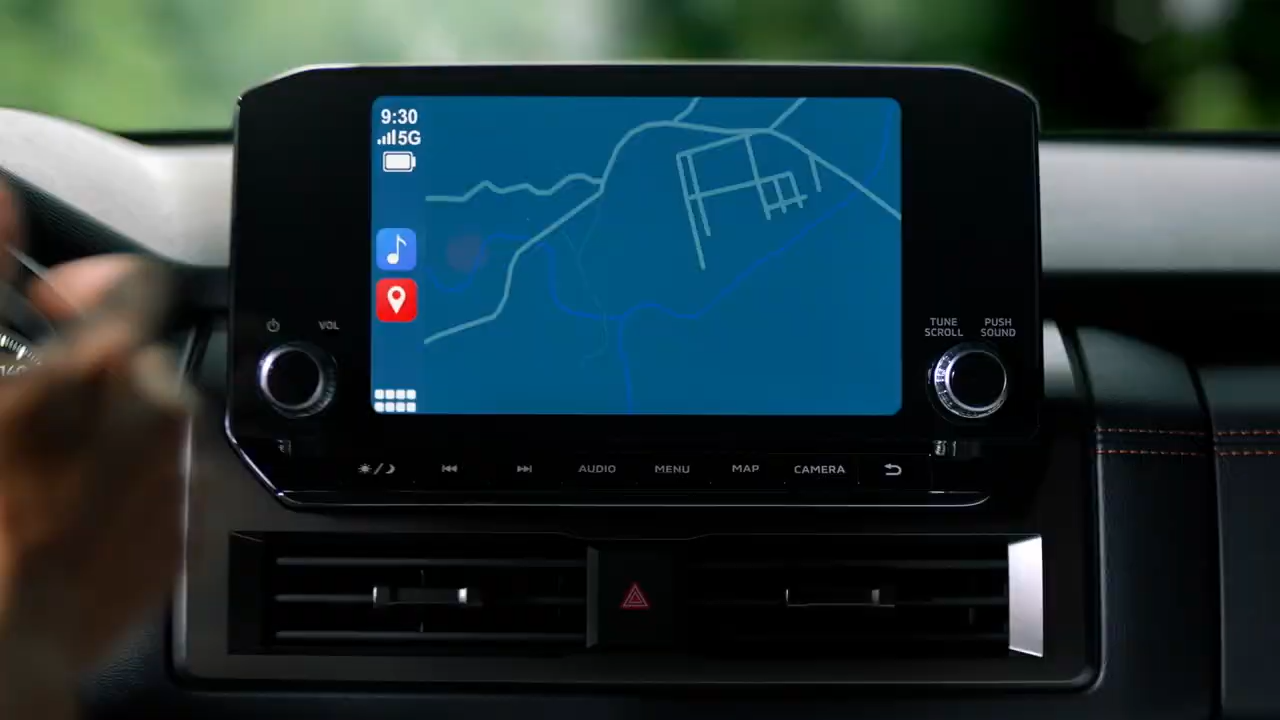 9:30
5G
VOL
TUNE
SCROLL
PUSH
SOUND
AUDIO
MENU
MAP
CAMERA